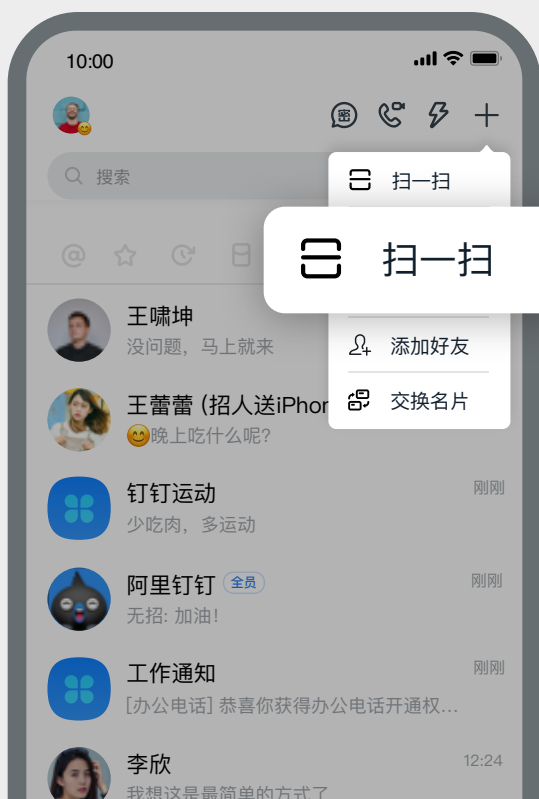 10:00
密
搜索
扫一扫
扫一扫
添加好友
交换名片
@
王啸坤
没问题，马上就来
王蕾蕾 (招人送iPhon
晚上吃什么呢?
钉钉运动
刚刚
少吃肉，多运动
阿里钉钉
全员
刚刚
无招: 加油!
工作通知
刚刚
[办公电话] 恭喜你获得办公电话开通权...
李欣
12:24
我想这是最简单的方式了